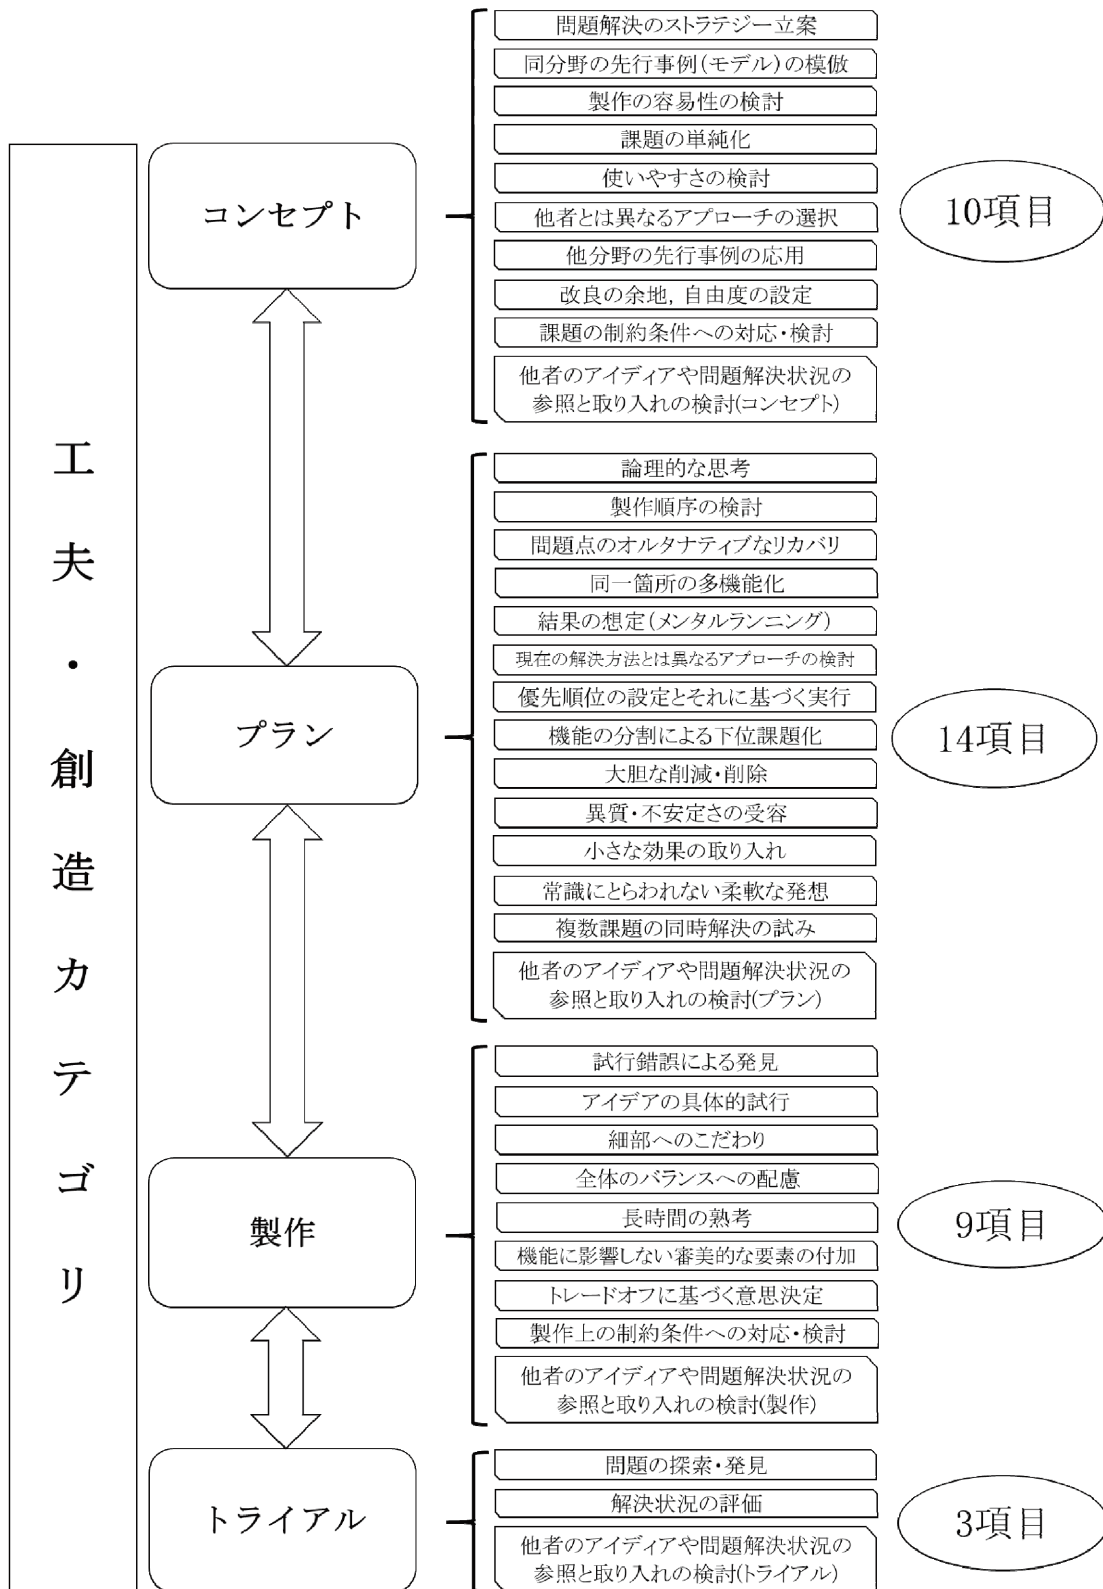 工夫・創造カテゴリ
コンセプト
問題解決のストラテジー立案
同分野の先行事例(モデル)の模倣
製作の容易性の検討
課題の単純化
使いやすさの検討
他者とは異なるアプローチの選択
他分野の先行事例の応用
改良の余地, 自由度の設定
課題の制約条件への対応・検討
他者のアイディアや問題解決状況の
参照と取り入れの検討(コンセプト)
10項目
プラン
論理的な思考
製作順序の検討
問題点のオルタナティブなリカバリ
同一箇所の多機能化
結果の想定(メンタルランニング)
現在の解決方法とは異なるアプローチの検討
優先順位の設定とそれに基づく実行
機能の分割による下位課題化
大胆な削減・削除
異質・不安定さの受容
小さな効果の取り入れ
常識にとらわれない柔軟な発想
複数課題の同時解決の試み
他者のアイディアや問題解決状況の
参照と取り入れの検討(プラン)
14項目
製作
試行錯誤による発見
アイデアの具体的試行
細部へのこだわり
全体のバランスへの配慮
長時間の熟考
機能に影響しない審美的な要素の付加
トレードオフに基づく意思決定
製作上の制約条件への対応・検討
他者のアイディアや問題解決状況の
参照と取り入れの検討(製作)
9項目
トライアル
問題の探索・発見
解決状況の評価
他者のアイディアや問題解決状況の
参照と取り入れの検討(トライアル)
3項目